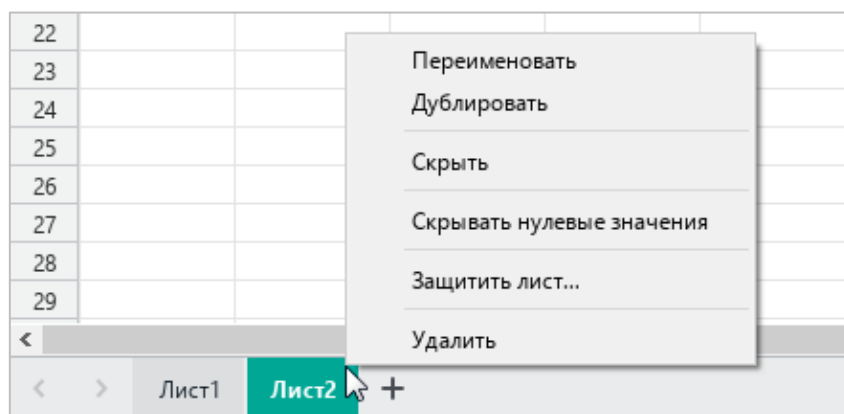 22
Переименовать
23
Дублировать
24
25
Скрыть
26
27
Скрывать нулевые значения
28
Защитить лист...
29
Удалить
< > Лист1 Лист2 +